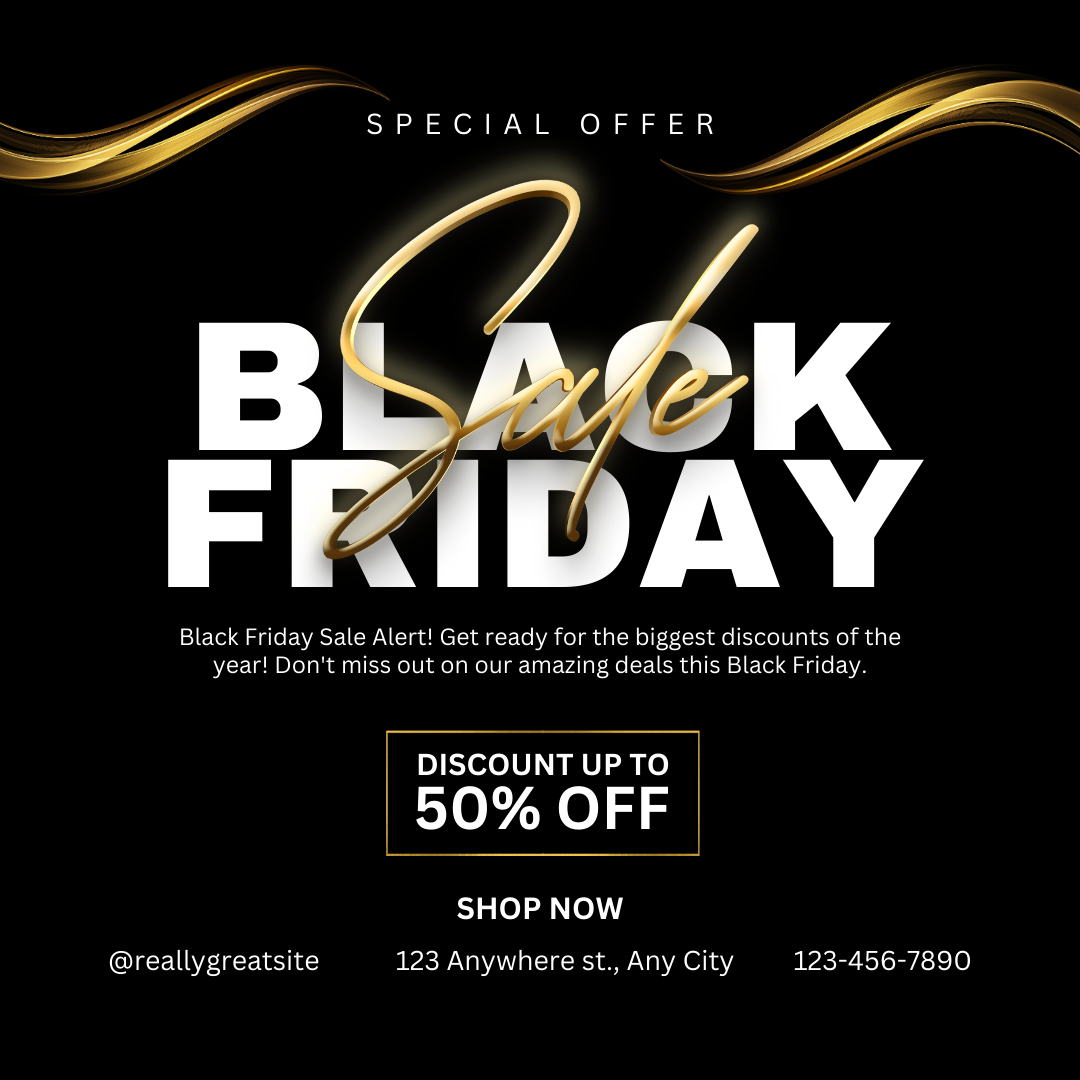 SPECIAL OFFER
Sale
BLACK
FRIDAY
Black Friday Sale Alert! Get ready for the biggest discounts of the
year! Don't miss out on our amazing deals this Black Friday.
DISCOUNT UP TO
50% OFF
SHOP NOW
@reallygreatsite 123 Anywhere st., Any City 123-456-7890